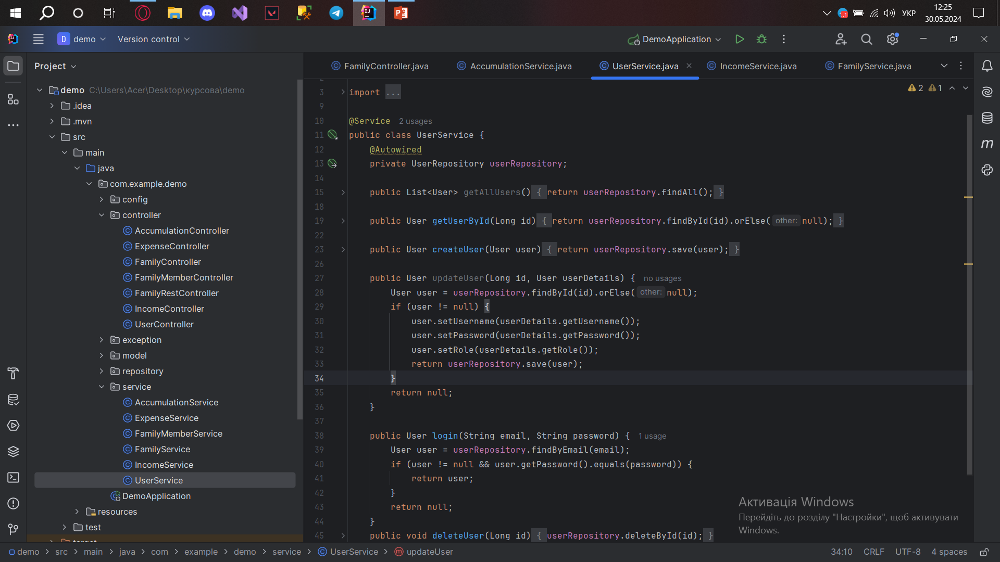 УКР
12:25
30.05.2024
D demo
Version control
DemoApplication
Project
FamilyController.java
AccumulationService.java
UserService.java
IncomeService.java
FamilyService.java
demo C:\Users\Acer\Desktop\курсова\demo
.idea
.mvn
src
main
java
com.example.demo
config
controller
AccumulationController
ExpenseController
FamilyController
FamilyMemberController
FamilyRestController
IncomeController
UserController
exception
model
repository
service
AccumulationService
ExpenseService
FamilyMemberService
FamilyService
IncomeService
UserService
DemoApplication
resources
test
target
2 1
2
3 import ...
9
10 @Service 2 usages
11 public class UserService {
12 @Autowired
13 private UserRepository userRepository;
14
15 public List<User> getAllUsers() { return userRepository.findAll(); }
18
19 public User getUserById(Long id) { return userRepository.findById(id).orElse( other: null); }
22
23 public User createUser(User user) { return userRepository.save(user); }
26
27 public User updateUser(Long id, User userDetails) { no usages
28 User user = userRepository.findById(id).orElse( other: null);
29 if (user != null) {
30 user.setUsername(userDetails.getUsername());
31 user.setPassword(userDetails.getPassword());
32 user.setRole(userDetails.getRole());
33 return userRepository.save(user);
34 }
35 return null;
36 }
37
38 public User login(String email, String password) { 1 usage
39 User user = userRepository.findByEmail(email);
40 if (user != null && user.getPassword().equals(password)) {
41 return user;
42 }
43 return null;
44 }
45 public void deleteUser(Long id) { userRepository.deleteById(id); }
Активація Windows
Перейдіть до розділу "Настройки", щоб активувати
Windows.
demo > src > main > java > com > example > demo > service > UserService > updateUser
34:10 CRLF UTF-8 4 spaces